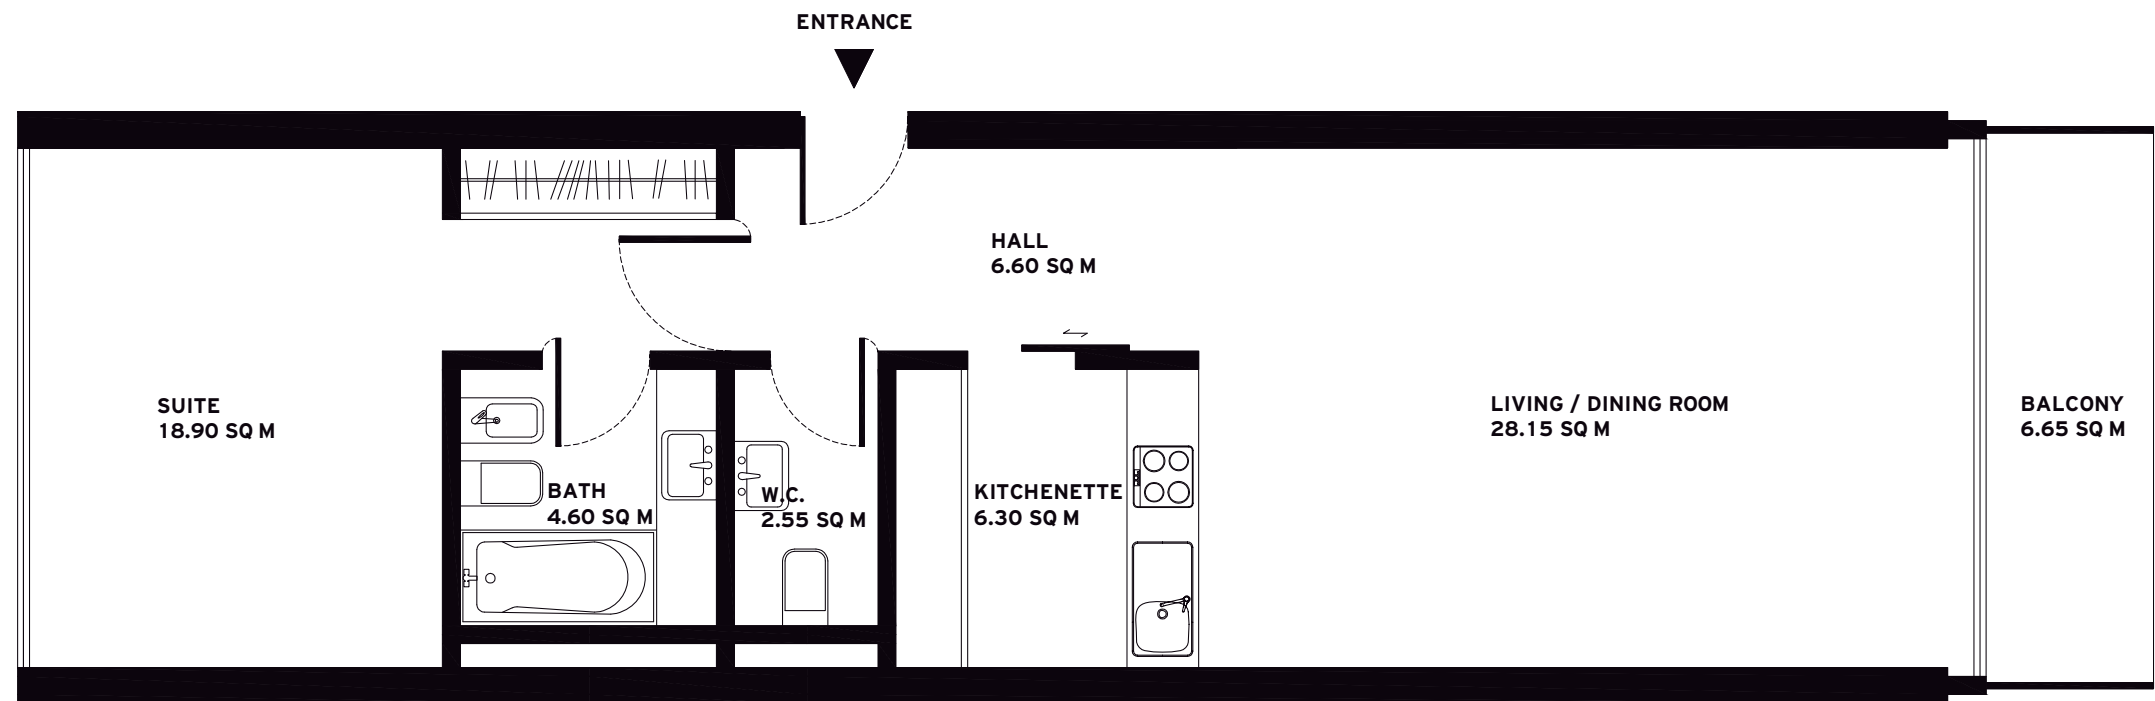 ENTRANCE
HALL
6.60 SQ M
SUITE
18.90 SQ M
LIVING / DINING ROOM
28.15 SQ M
BALCONY
6.65 SQ M
BATH
4.60 SQ M
W.C.
2.55 SQ M
KITCHENETTE
6.30 SQ M